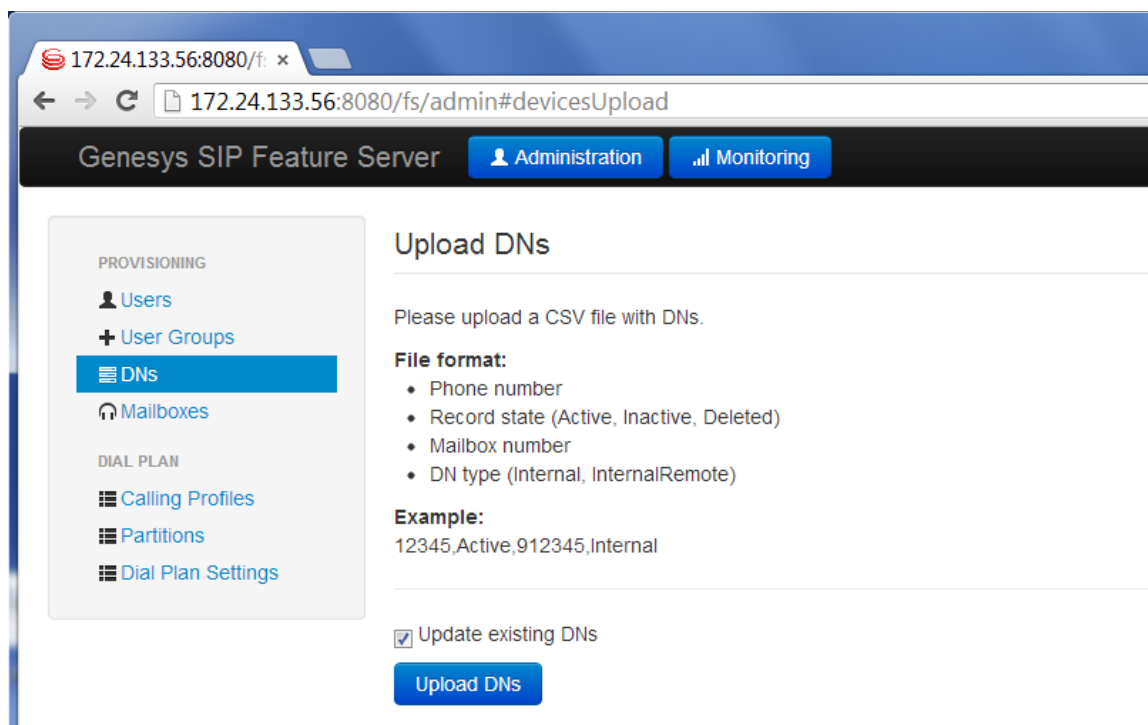 172.24.133.56:8080/f
172.24.133.56:8080/fs/admin#devicesUpload
Genesys SIP Feature Server Administration Monitoring
PROVISIONING
Users
User Groups
DNs
Mailboxes
DIAL PLAN
Calling Profiles
Partitions
Dial Plan Settings
Upload DNs
Please upload a CSV file with DNs.
File format:
Phone number
Record state (Active, Inactive, Deleted)
Mailbox number
DN type (Internal, InternalRemote)
Example:
12345,Active,912345,Internal
Update existing DNs
Upload DNs